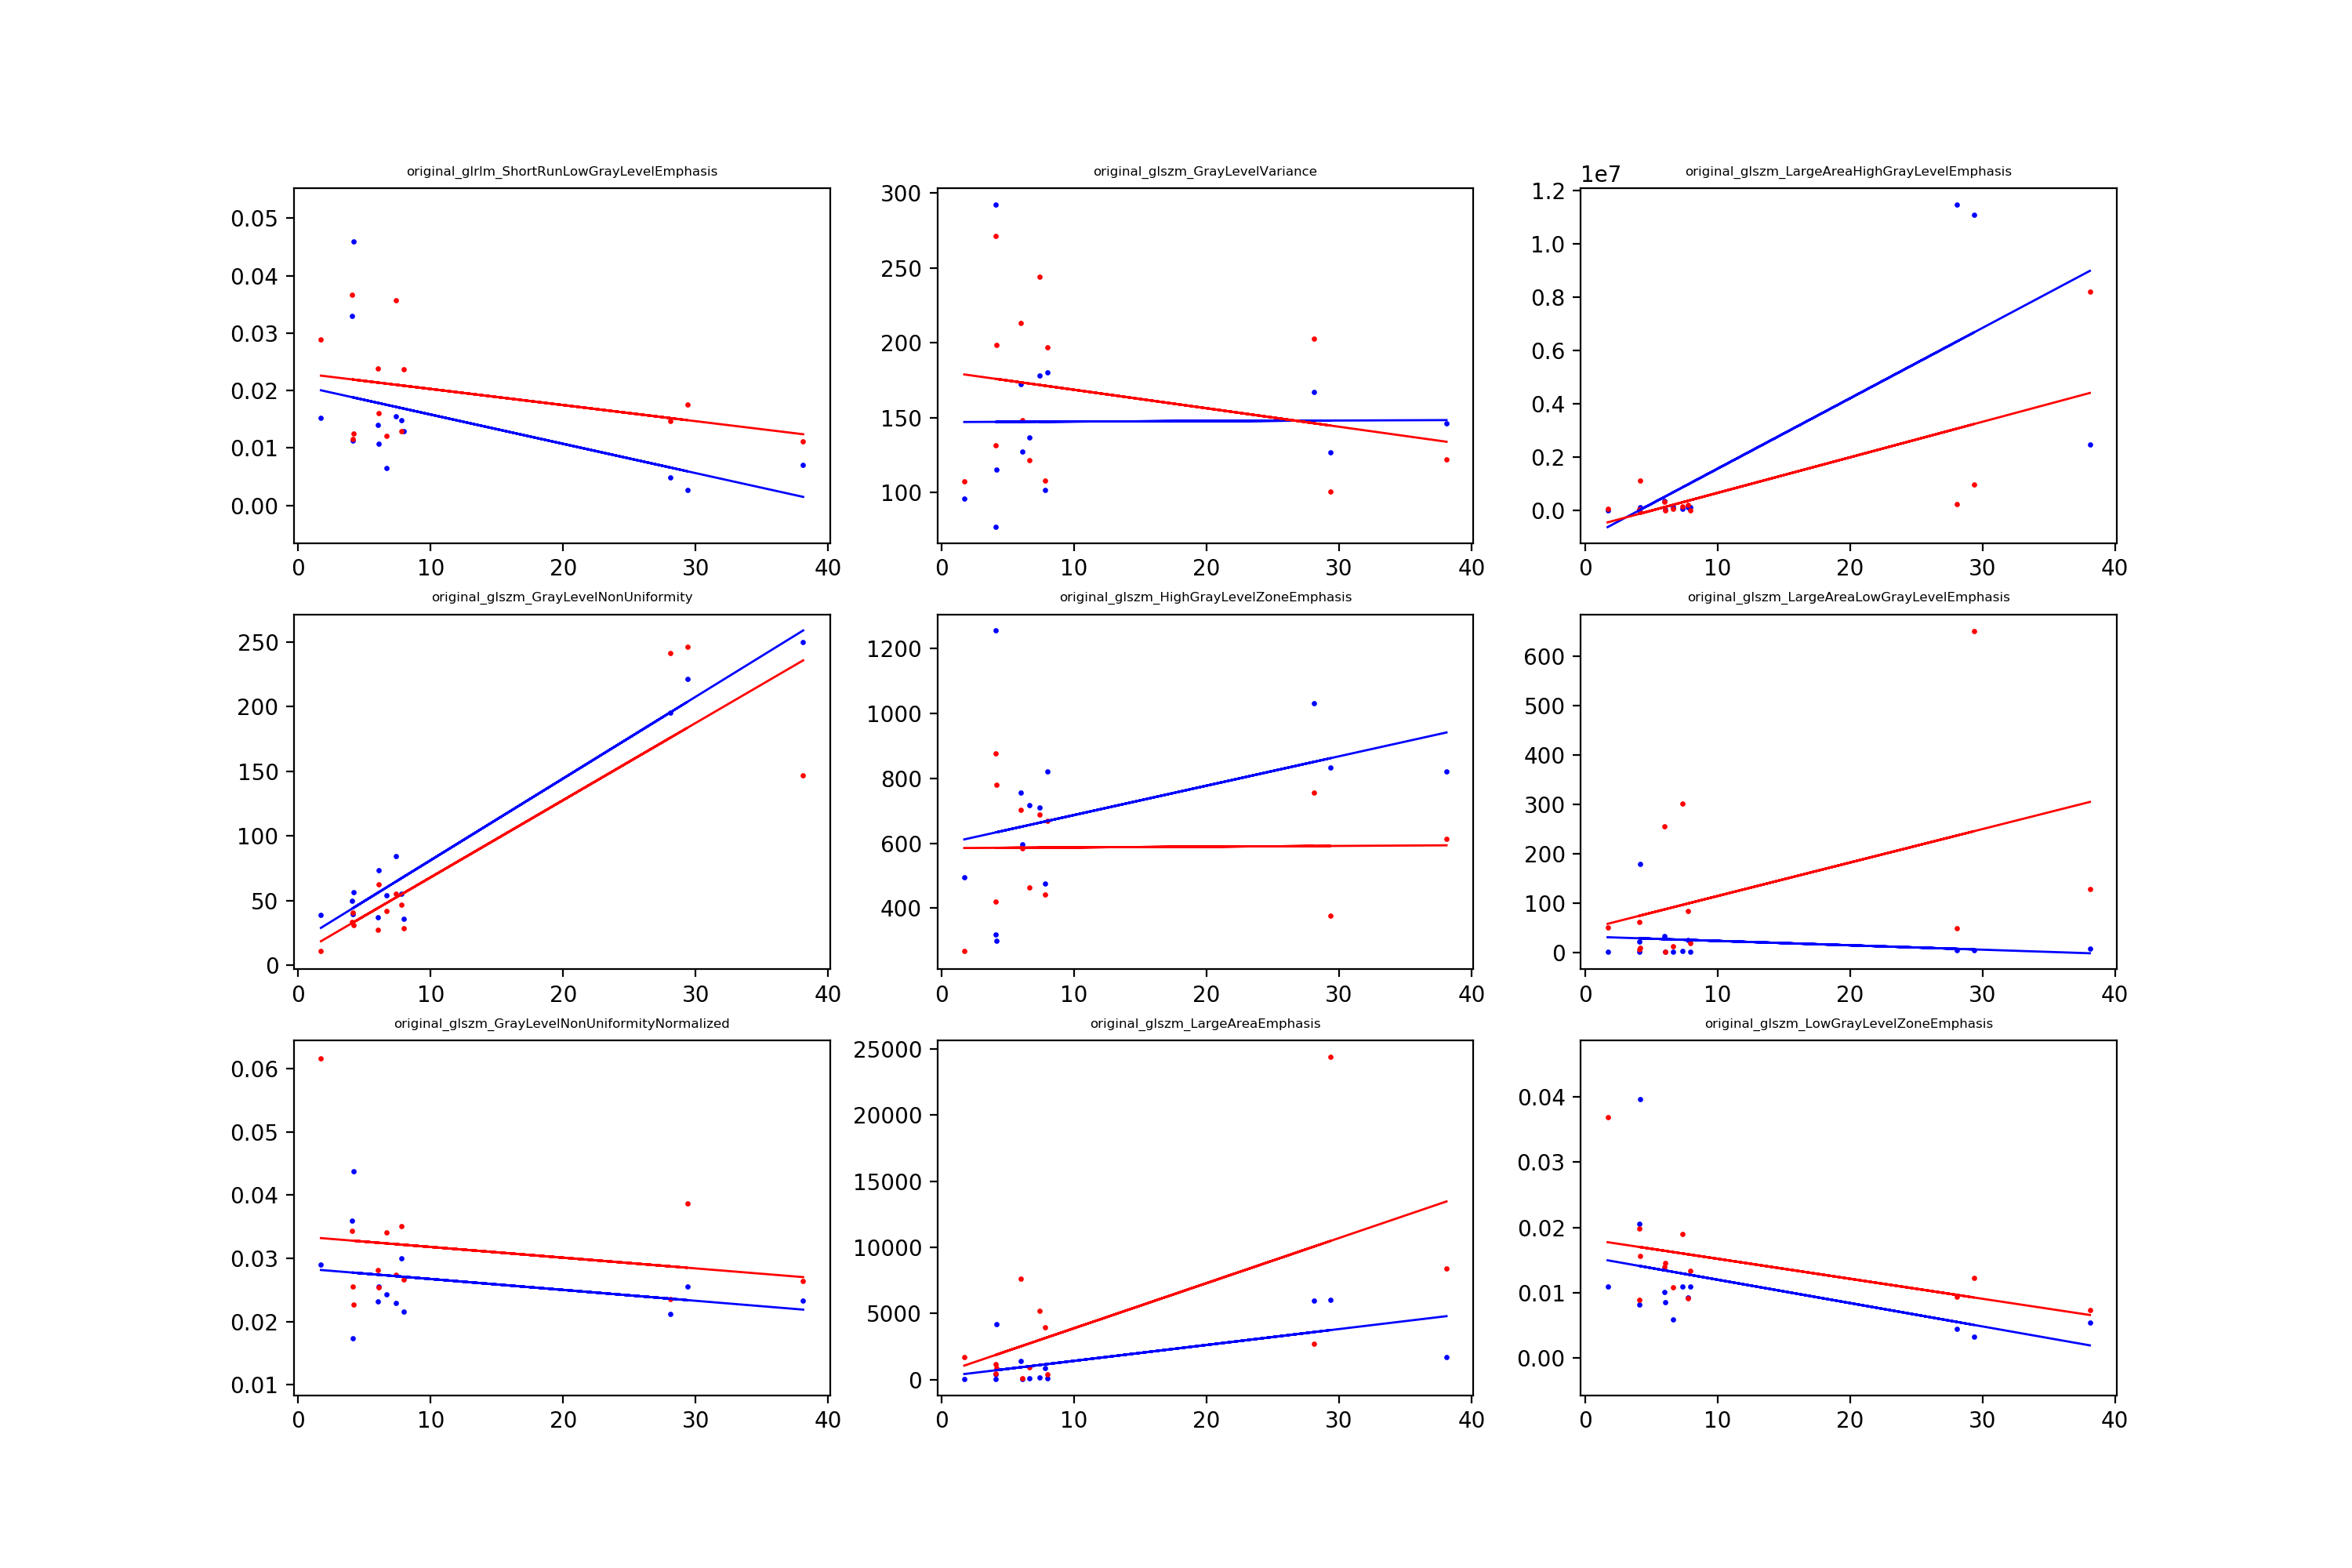 original_glrlm_ShortRunLowGrayLevelEmphasis
0.05
0.04
0.03
0.02
0.01
0.00
0 10 20 30 40
original_glszm_GrayLevelVariance
300
250
200
150
100
0 10 20 30 40
1e7
original_glszm_LargeAreaHighGrayLevelEmphasis
1.2
1.0
0.8
0.6
0.4
0.2
0.0
0 10 20 30 40
original_glszm_GrayLevelNonUniformity
250
200
150
100
50
0
0 10 20 30 40
original_glszm_HighGrayLevelZoneEmphasis
1200
1000
800
600
400
0 10 20 30 40
original_glszm_LargeAreaLowGrayLevelEmphasis
600
500
400
300
200
100
0
0 10 20 30 40
original_glszm_GrayLevelNonUniformityNormalized
0.06
0.05
0.04
0.03
0.02
0.01
0 10 20 30 40
original_glszm_LargeAreaEmphasis
25000
20000
15000
10000
5000
0
0 10 20 30 40
original_glszm_LowGrayLevelZoneEmphasis
0.04
0.03
0.02
0.01
0.00
0 10 20 30 40